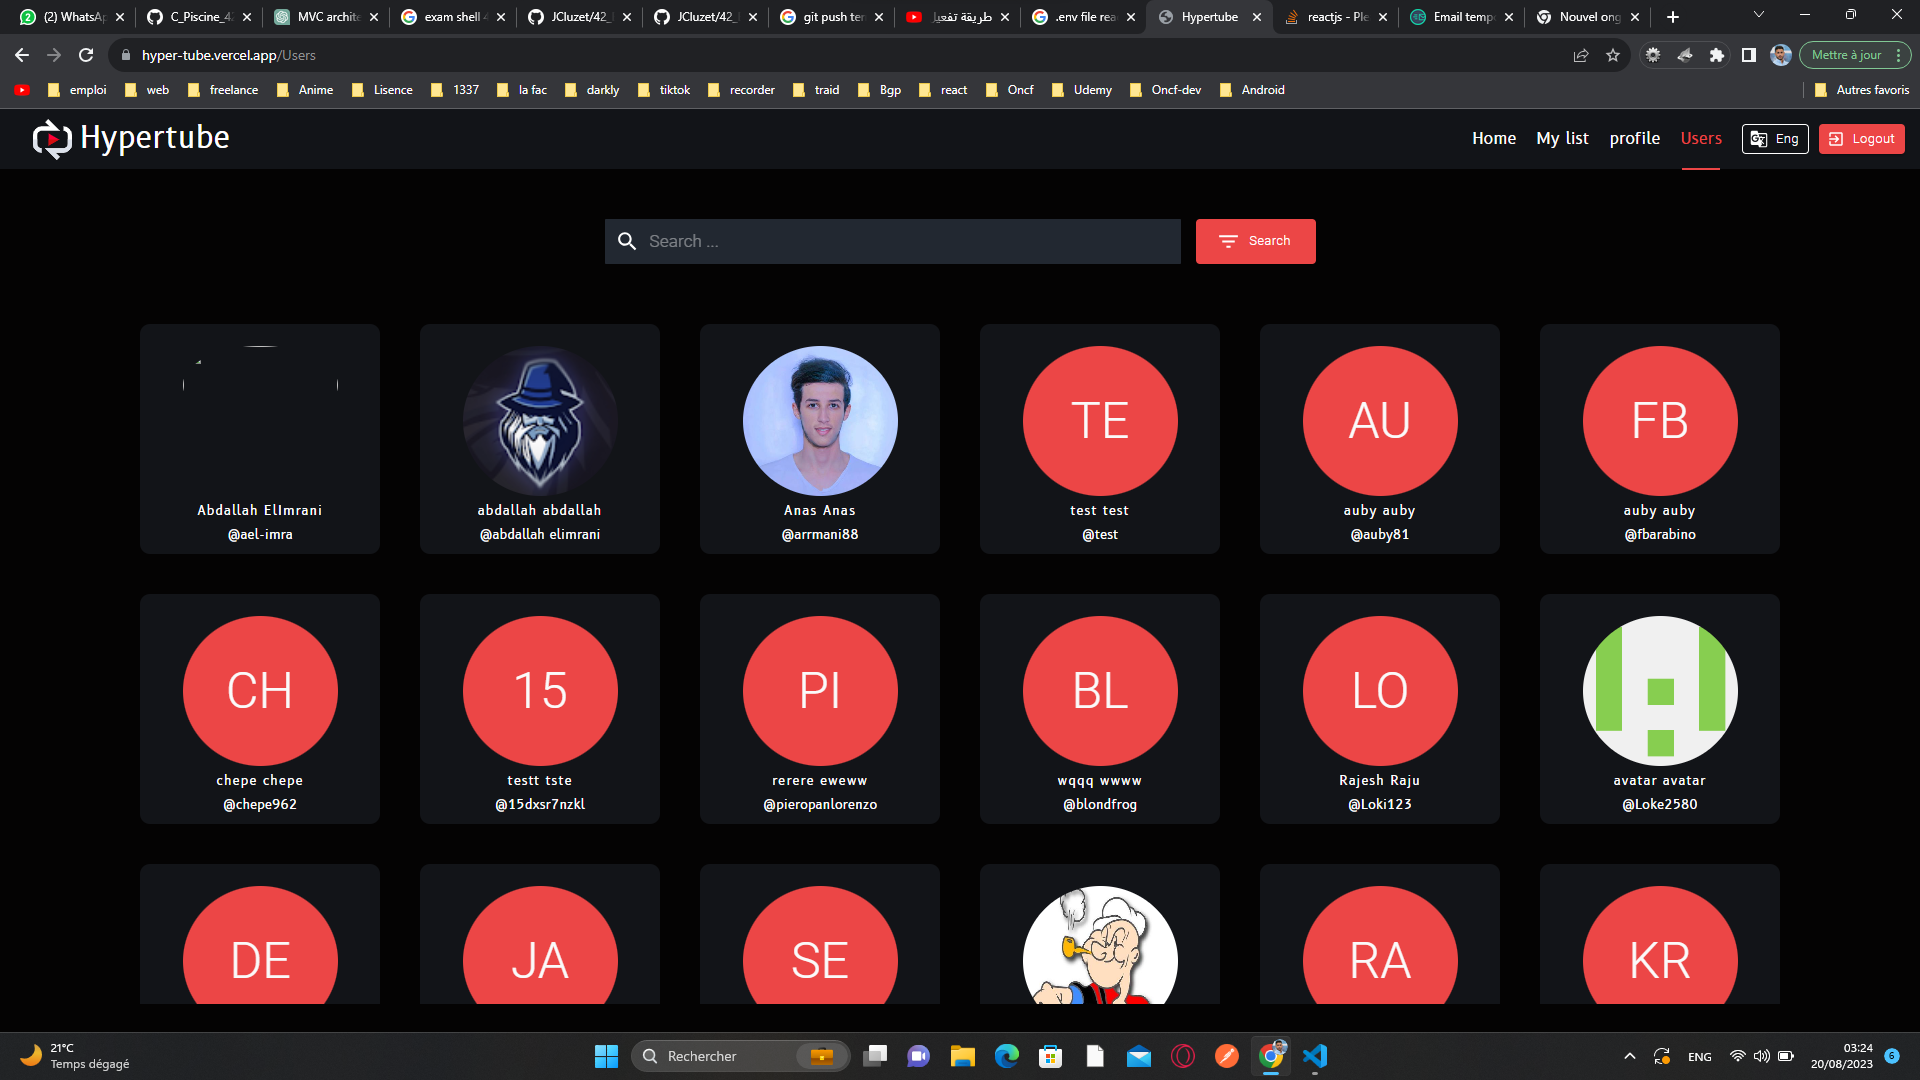 (2) WhatsAp
C_Piscine_42
MVC archite
exam shell 4
JCluzet/42_
JCluzet/42_
git push ter
طريقة تفعيل
.env file rea
Hypertube
reactjs - Ple
Email tempo
Nouvel ong
hyper-tube.vercel.app/Users
Mettre à jour
emploi
web
freelance
Anime
Lisence
1337
la fac
darkly
tiktok
recorder
traid
Bgp
react
Oncf
Udemy
Oncf-dev
Android
Autres favoris
Hypertube
Home
My list
profile
Users
Eng
Logout
Search ...
Search
TE
AU
FB
Abdallah ElImrani
abdallah abdallah
Anas Anas
test test
auby auby
auby auby
@ael-imra
@abdallah elimrani
@arrmani88
@test
@auby81
@fbarabino
CH
15
PI
BL
LO
chepe chepe
testt tste
rerere eweww
wqqq wwww
Rajesh Raju
avatar avatar
@chepe962
@15dxsr7nzkl
@pieropanlorenzo
@blondfrog
@Loki123
@Loke2580
DE
JA
SE
RA
KR
21°C
Temps dégagé
Rechercher
ENG
03:24
20/08/2023
6